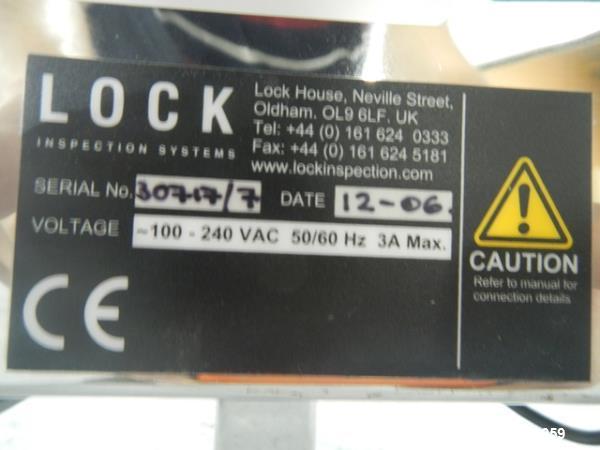 LOCK
INSPECTION SYSTEMS
Lock House, Neville Street,
Oldham. OL9 6LF. UK
Tel: +44 (0) 161 624 0333
Fax: +44 (0) 161 624 5181
www.lockinspection.com
SERIAL No. 30717/7 DATE 12-06.
VOLTAGE ~100 - 240 VAC 50/60 Hz 3A Max.
CE
CAUTION
Refer to manual for
connection details